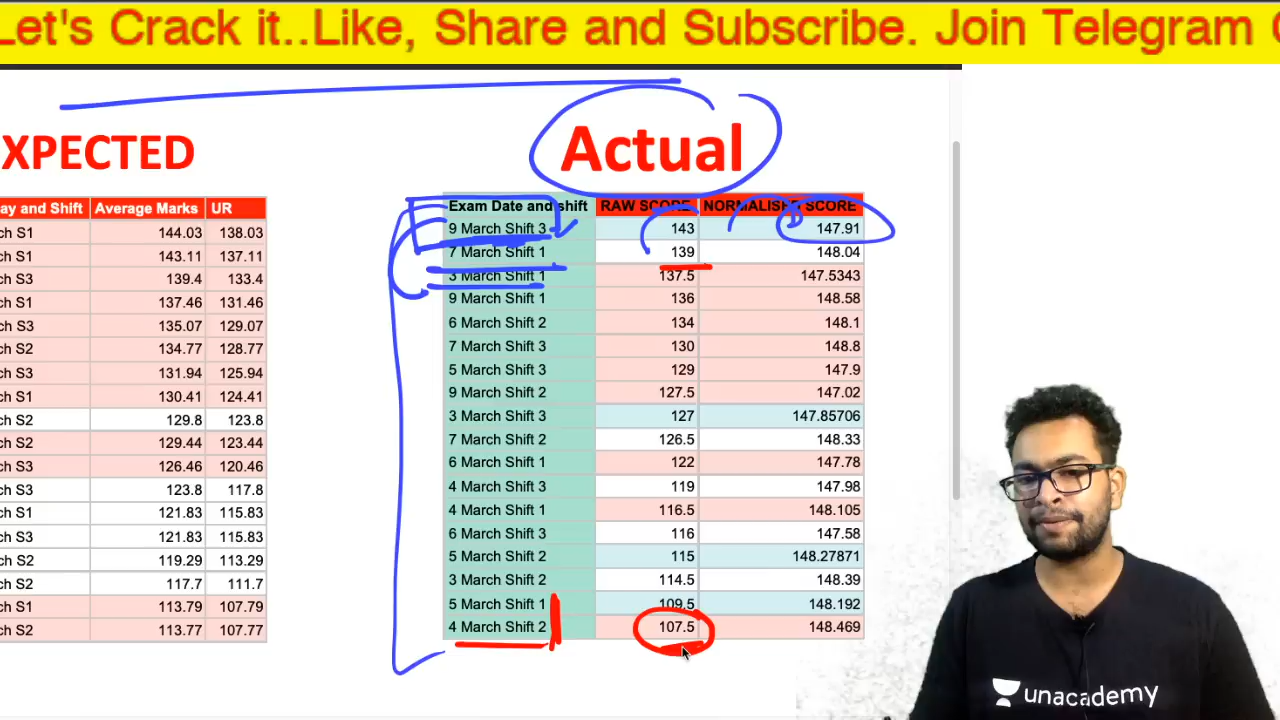 Let's Crack it..Like, Share and Subscribe. Join Telegram
XPECTED
ay and Shift Average Marks UR
ch S1 144.03 138.03
ch S1 143.11 137.11
ch S3 139.4 133.4
ch S1 137.46 131.46
ch S3 135.07 129.07
ch S2 134.77 128.77
ch S3 131.94 125.94
ch S1 130.41 124.41
ch S2 129.8 123.8
ch S2 129.44 123.44
ch S3 126.46 120.46
ch S3 123.8 117.8
ch S1 121.83 115.83
ch S3 121.83 115.83
ch S2 119.29 113.29
ch S2 117.7 111.7
ch S1 113.79 107.79
ch S2 113.77 107.77
Actual
Exam Date and shift RAW SCORE NORMALISED SCORE
9 March Shift 3 143 147.91
7 March Shift 1 139 148.04
3 March Shift 1 137.5 147.5343
9 March Shift 1 136 148.58
6 March Shift 2 134 148.1
7 March Shift 3 130 148.8
5 March Shift 3 129 147.9
9 March Shift 2 127.5 147.02
3 March Shift 3 127 147.85706
7 March Shift 2 126.5 148.33
6 March Shift 1 122 147.78
4 March Shift 3 119 147.98
4 March Shift 1 116.5 148.105
6 March Shift 3 116 147.58
5 March Shift 2 115 148.27871
3 March Shift 2 114.5 148.39
5 March Shift 1 109.5 148.192
4 March Shift 2 107.5 148.469
unacademy